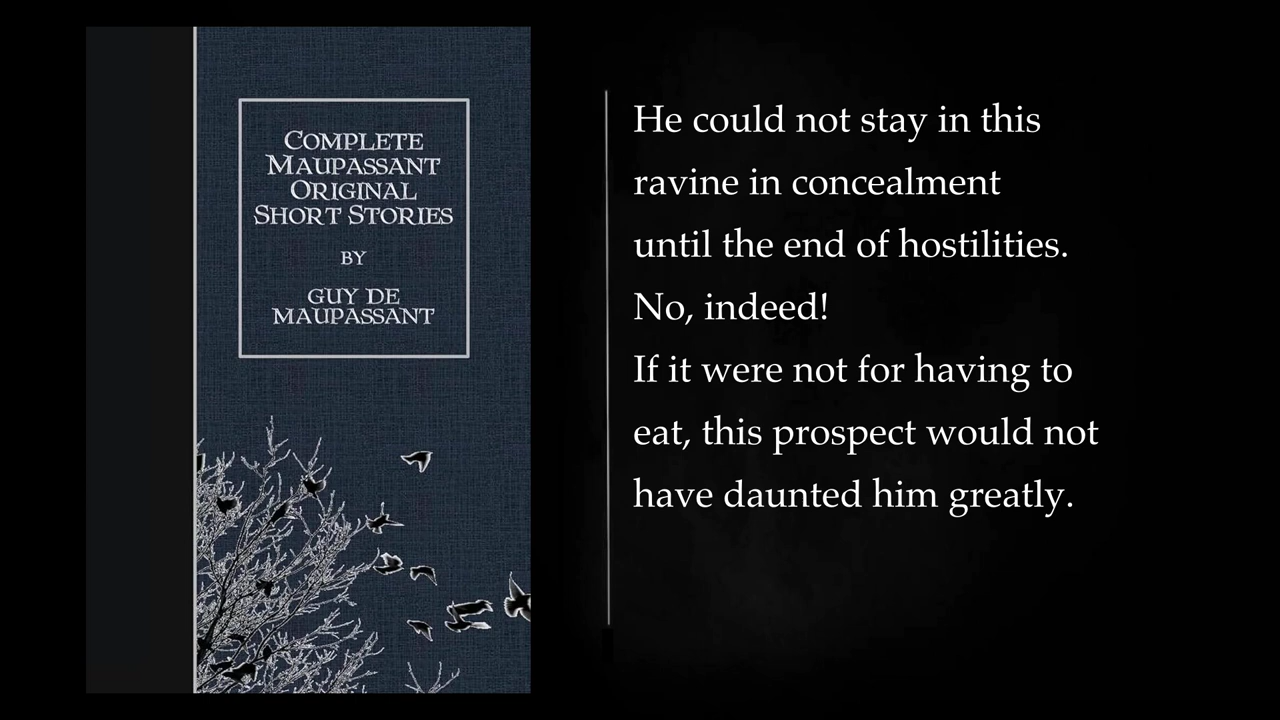 COMPLETE
MAUPASSANT
ORIGINAL
SHORT STORIES
BY
GUY DE
MAUPASSANT
He could not stay in this
ravine in concealment
until the end of hostilities.
No, indeed!
If it were not for having to
eat, this prospect would not
have daunted him greatly.